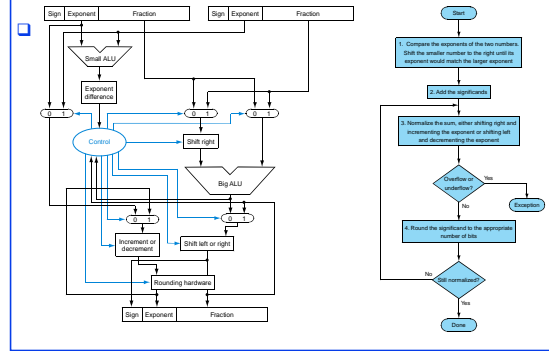 Sign Exponent Fraction Sign Exponent Fraction
Small ALU
Exponent
difference
0 1 0 1 0 1
Control
Shift right
Big ALU
0 1 0 1
Increment or
decrement
Shift left or right
Rounding hardware
Sign Exponent Fraction
Start
1. Compare the exponents of the two numbers.
Shift the smaller number to the right until its
exponent would match the larger exponent
2. Add the significands
3. Normalize the sum, either shifting right and
incrementing the exponent or shifting left
and decrementing the exponent
Overflow or
underflow?
Yes
No
Exception
4. Round the significand to the appropriate
number of bits
No
Still normalized?
Yes
Done